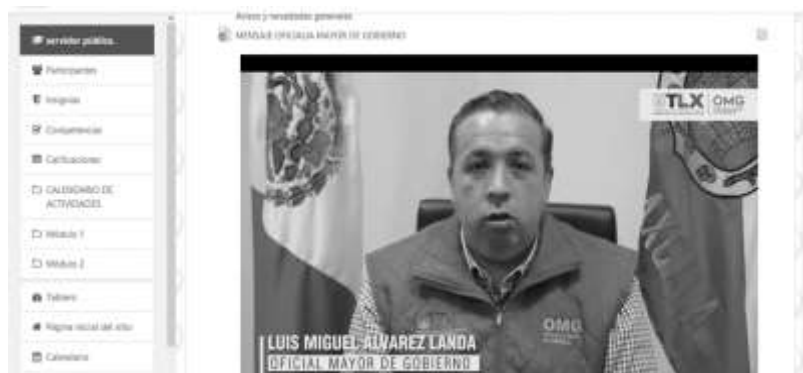 Avisos y novedades generales
MENSAJE OFICIALIA MAYOR DE GOBIERNO
servidor público.
Participantes
Insignias
Competencias
Calificaciones
CALENDARIO DE
ACTIVIDADES
Módulo 1
Módulo 2
Tablero
Página inicial del sitio
Calendario
TLX OMG
OMG
LUIS MIGUEL ALVAREZ LANDA
OFICIAL MAYOR DE GOBIERNO